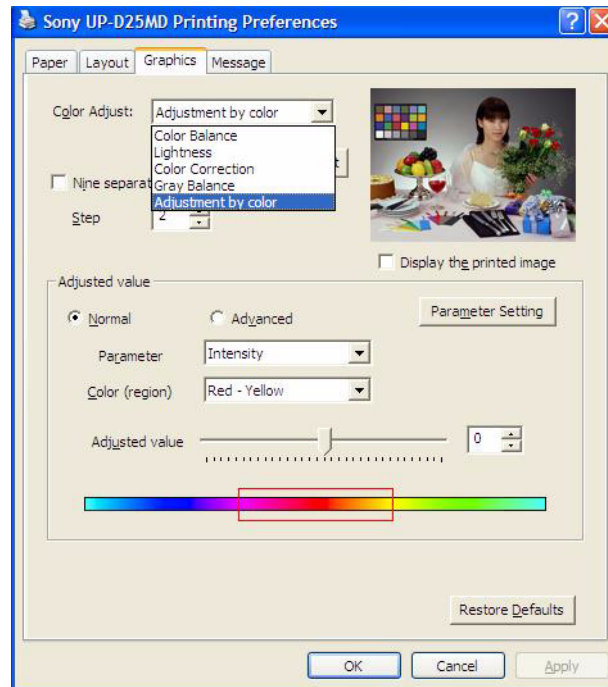 Sony UP-D25MD Printing Preferences
Paper Layout Graphics Message
Color Adjust: Adjustment by color
Color Balance
Lightness
Color Correction
Gray Balance
Adjustment by color
Nine separat
Step 2
Display the printed image
Adjusted value
Normal Advanced Parameter Setting
Parameter Intensity
Color (region) Red - Yellow
Adjusted value 0
Restore Defaults
OK Cancel Apply